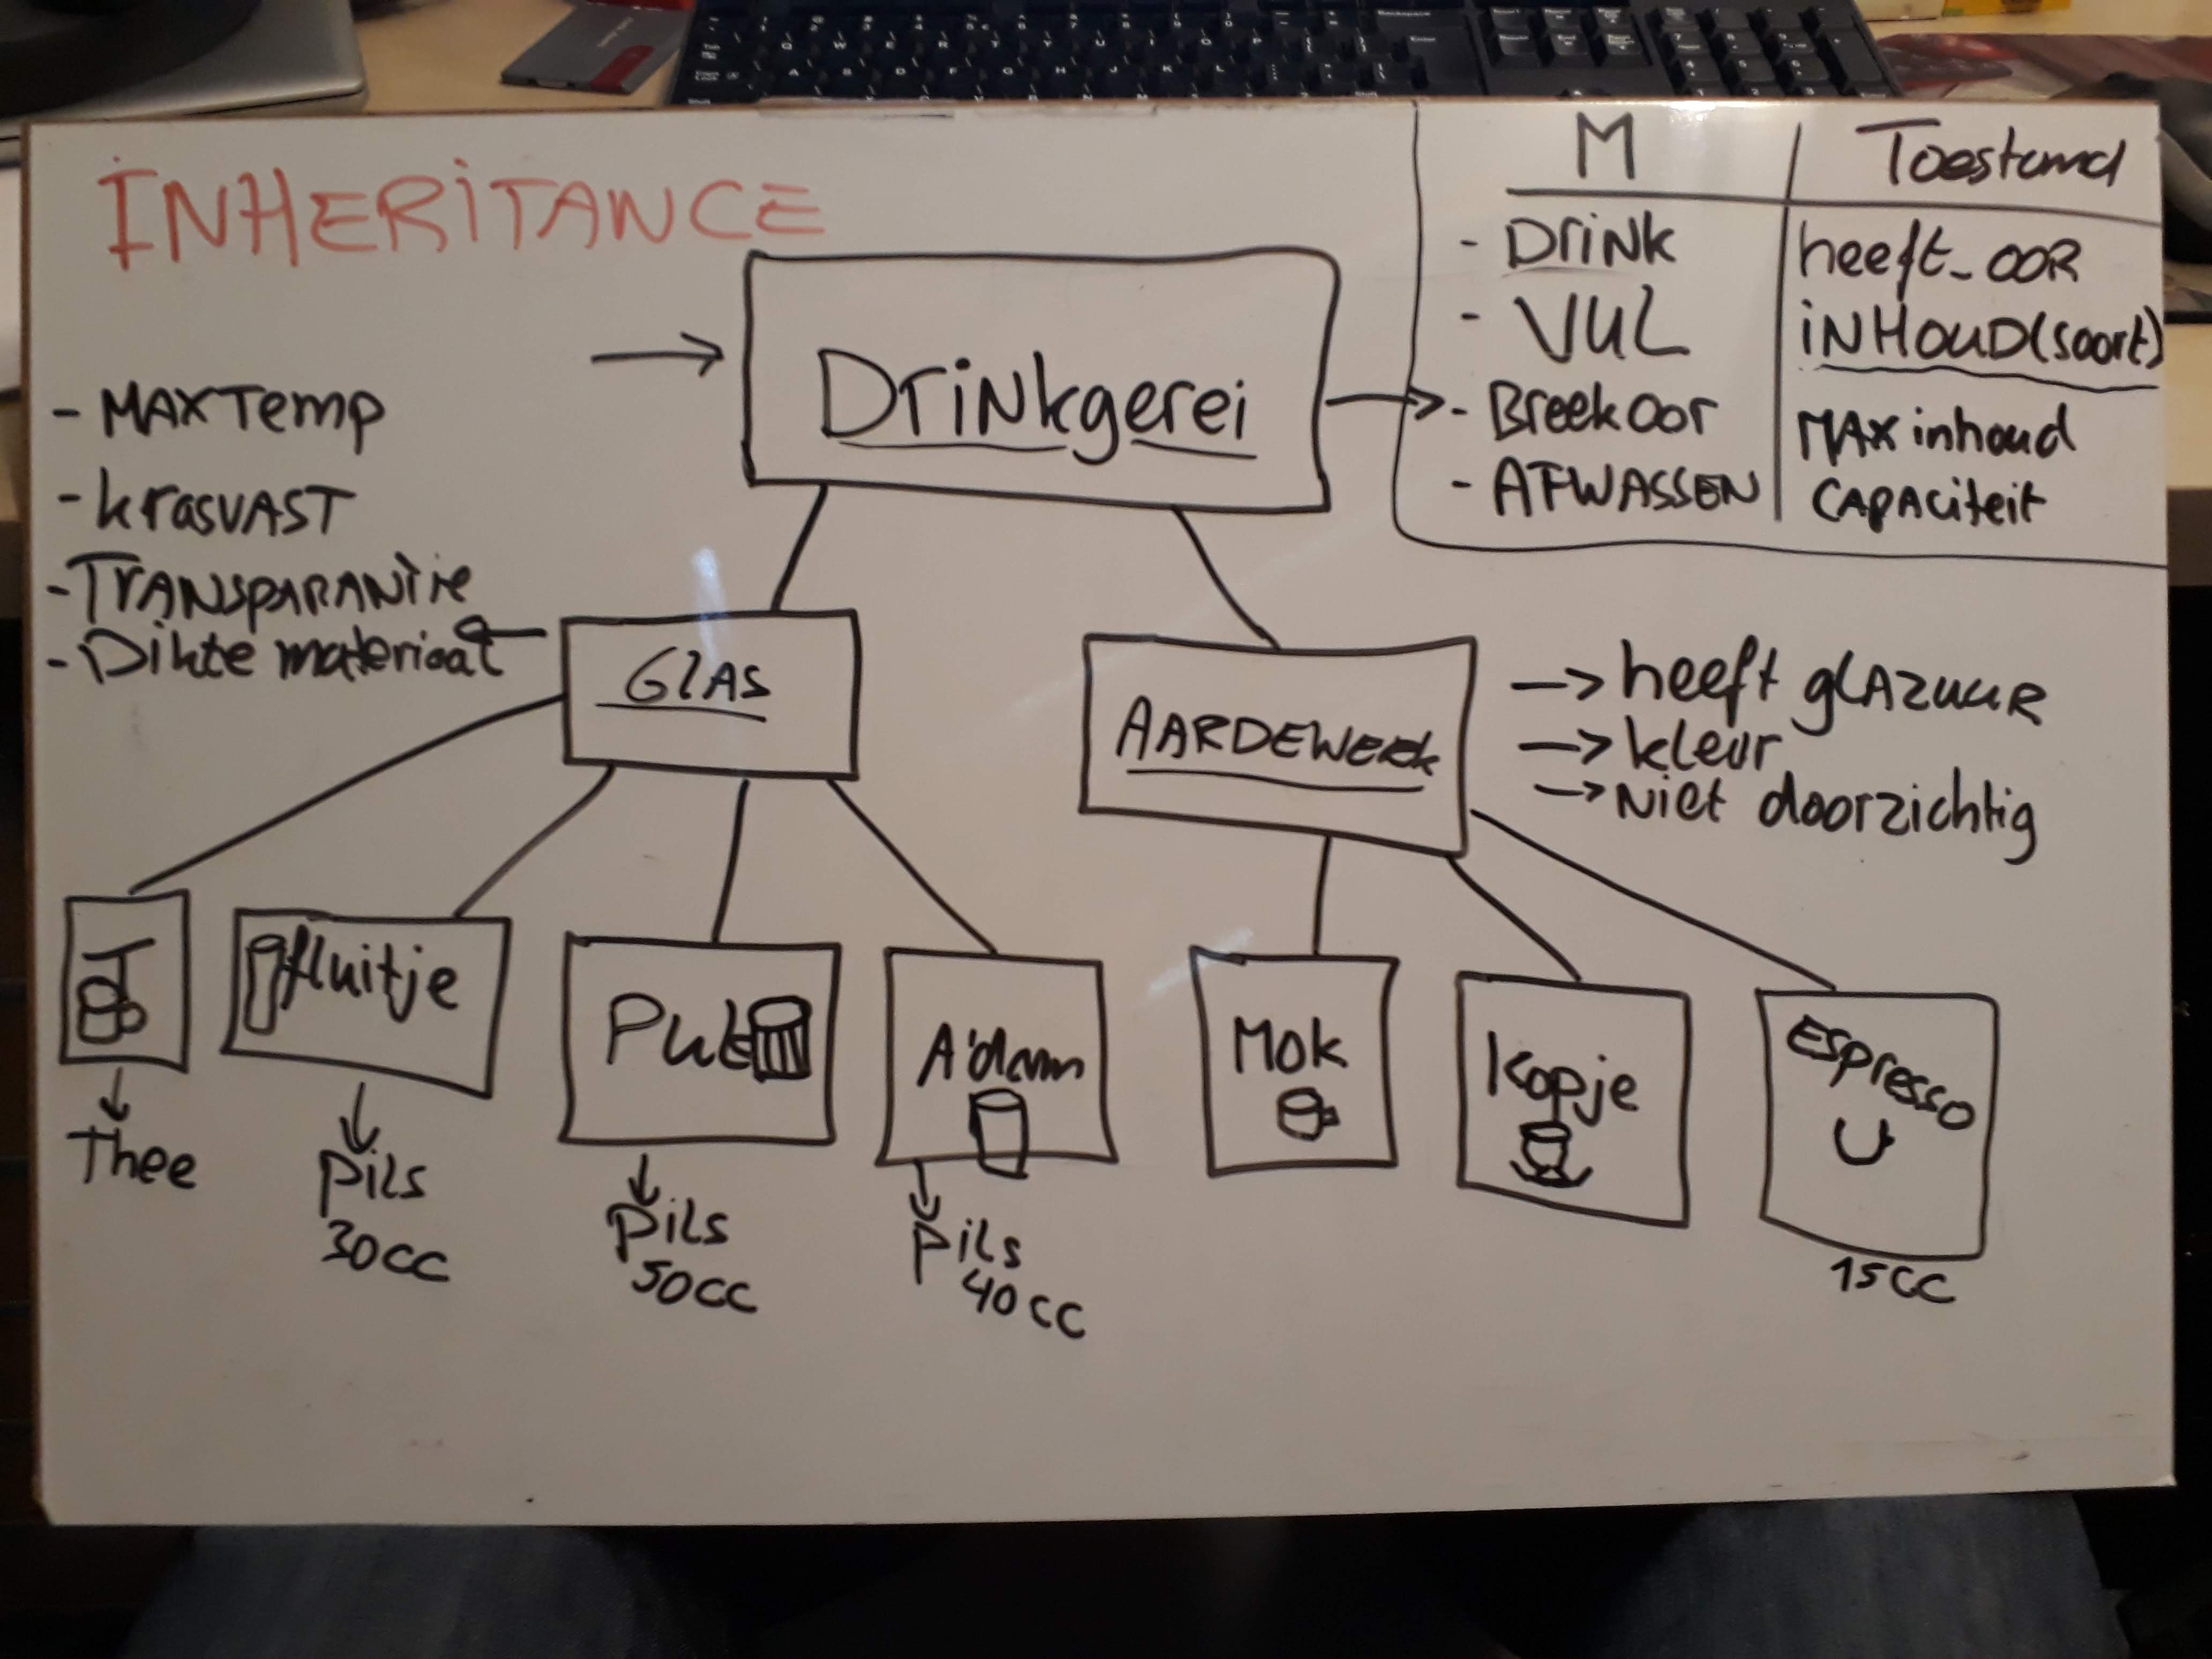 INHERITANCE
M
Toestand
- Drink
heeft_oor
- VUL
INHOUD(soort)
- Breek oor
MAX inhoud
- AFWASSEN
CAPACiteit
Drinkgerei
- MAXTemp
- krasVAST
- TRANSPARANTie
- Dikte materiaal
GLAS
AARDEWERK
-> heeft glAzuuR
-> kleur
-> Niet doorzichtig
T
fluitje
Pul
A'dam
Mok
Kopje
Espresso
Thee
Pils
30cc
Pils
50cc
Pils
40cc
15cc